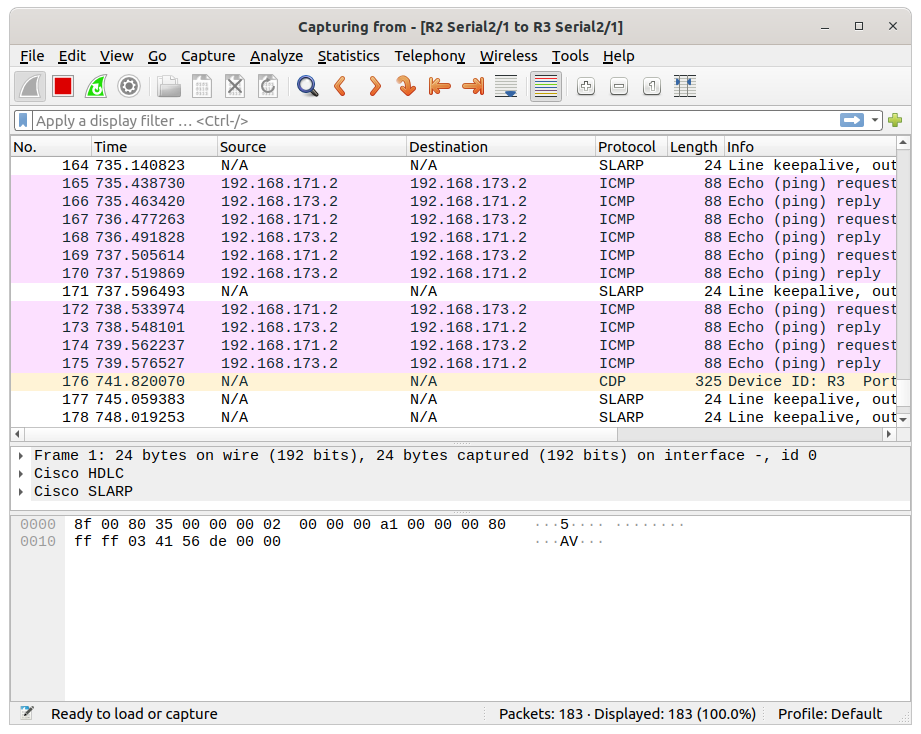 Capturing from - [R2 Serial2/1 to R3 Serial2/1]
File Edit View Go Capture Analyze Statistics Telephony Wireless Tools Help
Apply a display filter … <Ctrl-/>
No. Time Source Destination Protocol Length Info
164 735.140823 N/A N/A SLARP 24 Line keepalive, out
165 735.438730 192.168.171.2 192.168.173.2 ICMP 88 Echo (ping) request
166 735.463420 192.168.173.2 192.168.171.2 ICMP 88 Echo (ping) reply
167 736.477263 192.168.171.2 192.168.173.2 ICMP 88 Echo (ping) request
168 736.491828 192.168.173.2 192.168.171.2 ICMP 88 Echo (ping) reply
169 737.505614 192.168.171.2 192.168.173.2 ICMP 88 Echo (ping) request
170 737.519869 192.168.173.2 192.168.171.2 ICMP 88 Echo (ping) reply
171 737.596493 N/A N/A SLARP 24 Line keepalive, out
172 738.533974 192.168.171.2 192.168.173.2 ICMP 88 Echo (ping) request
173 738.548101 192.168.173.2 192.168.171.2 ICMP 88 Echo (ping) reply
174 739.562237 192.168.171.2 192.168.173.2 ICMP 88 Echo (ping) request
175 739.576527 192.168.173.2 192.168.171.2 ICMP 88 Echo (ping) reply
176 741.820070 N/A N/A CDP 325 Device ID: R3 Port
177 745.059383 N/A N/A SLARP 24 Line keepalive, out
178 748.019253 N/A N/A SLARP 24 Line keepalive, out
Frame 1: 24 bytes on wire (192 bits), 24 bytes captured (192 bits) on interface -, id 0
Cisco HDLC
Cisco SLARP
0000 8f 00 80 35 00 00 00 02 00 00 00 a1 00 00 00 80 ···5···· ········
0010 ff ff 03 41 56 de 00 00 ···AV···
Ready to load or capture Packets: 183 · Displayed: 183 (100.0%) Profile: Default